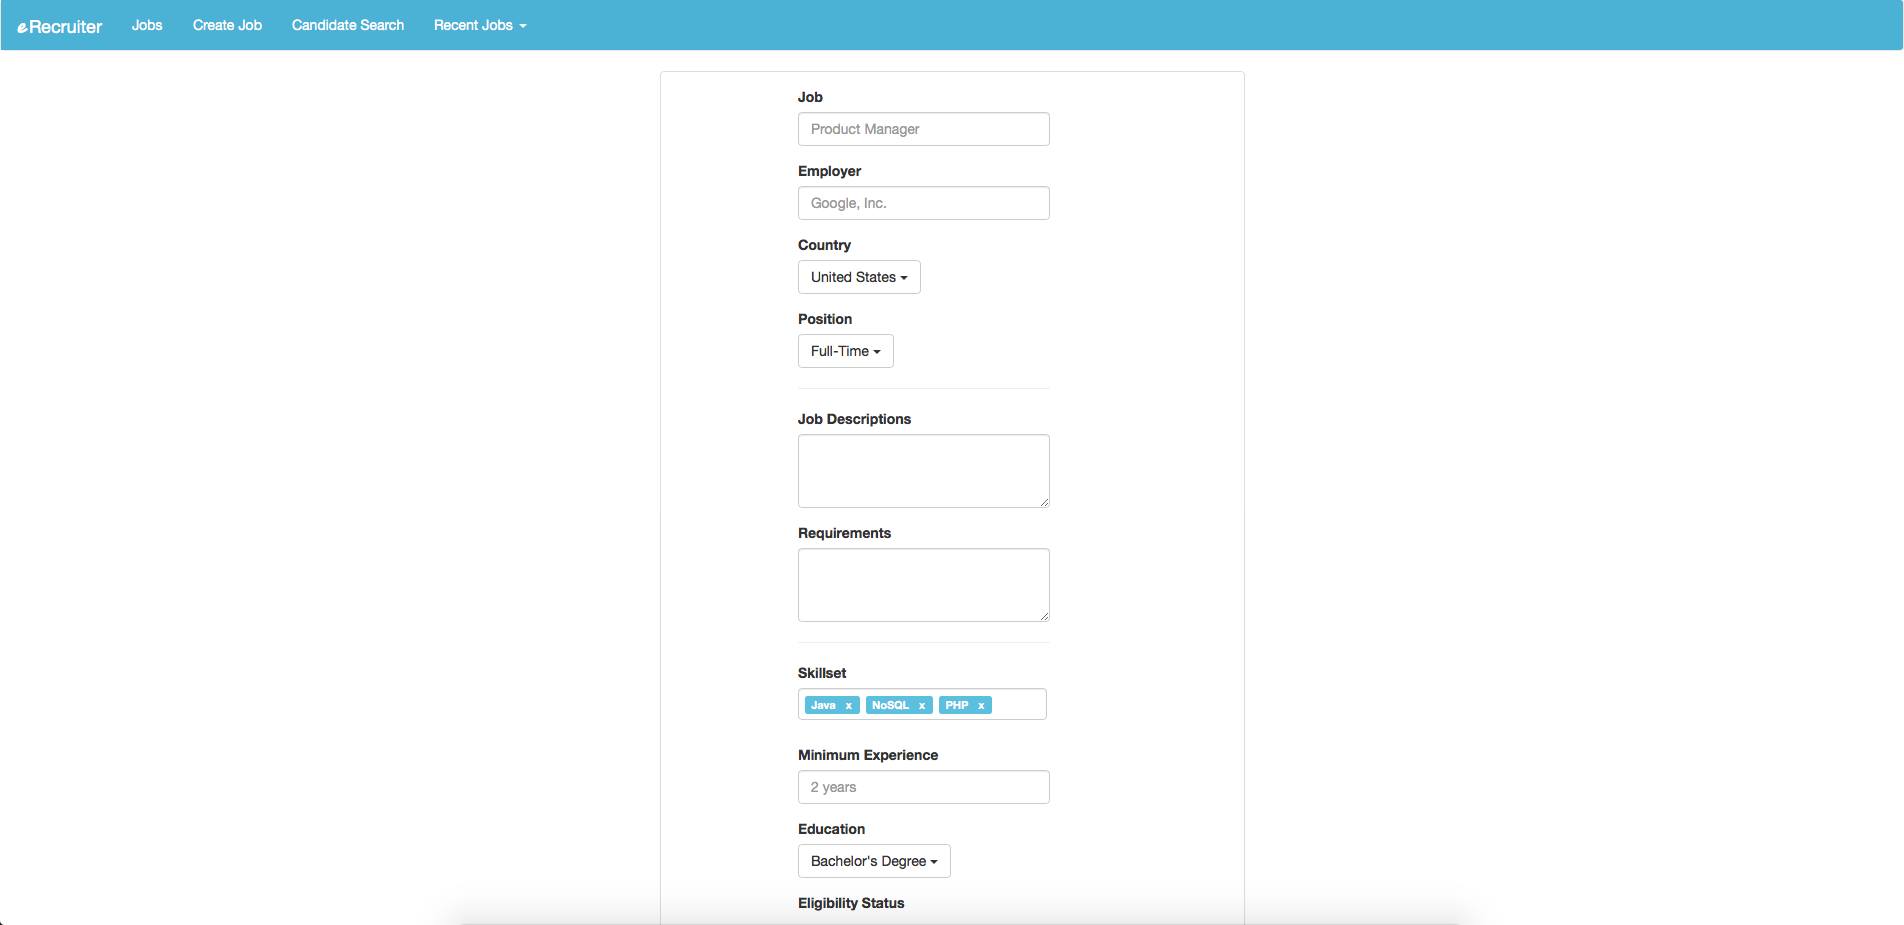 eRecruiter Jobs Create Job Candidate Search Recent Jobs
Job
Product Manager
Employer
Google, Inc.
Country
United States
Position
Full-Time
Job Descriptions
Requirements
Skillset
Java x NoSQL x PHP x
Minimum Experience
2 years
Education
Bachelor's Degree
Eligibility Status